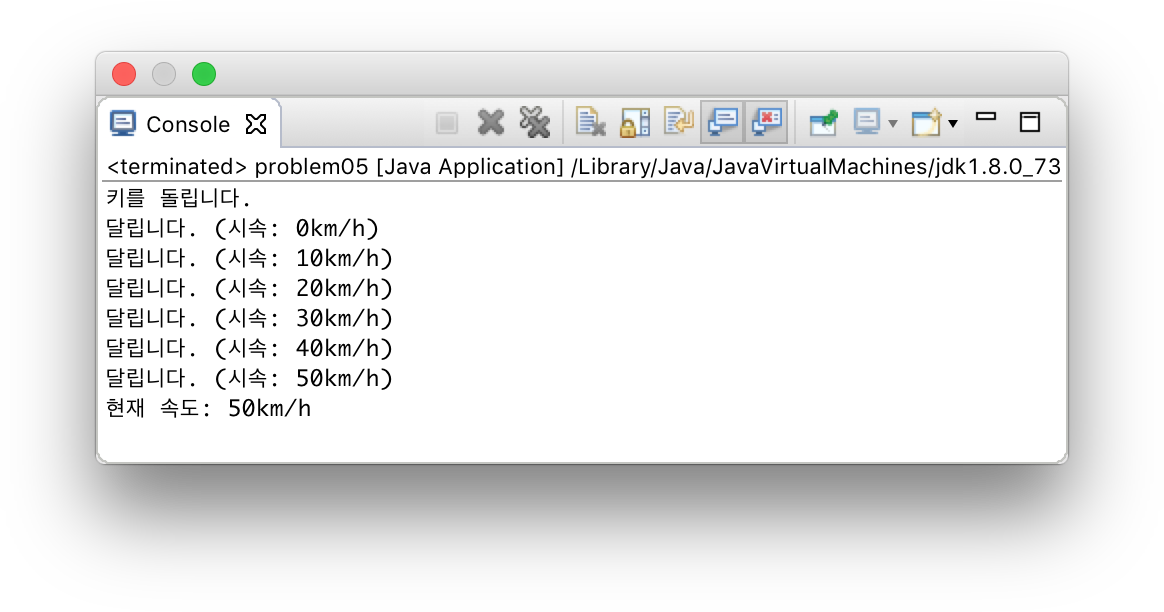 Console
<terminated> problem05 [Java Application] /Library/Java/JavaVirtualMachines/jdk1.8.0_73
키를 돌립니다.
달립니다. (시속: 0km/h)
달립니다. (시속: 10km/h)
달립니다. (시속: 20km/h)
달립니다. (시속: 30km/h)
달립니다. (시속: 40km/h)
달립니다. (시속: 50km/h)
현재 속도: 50km/h